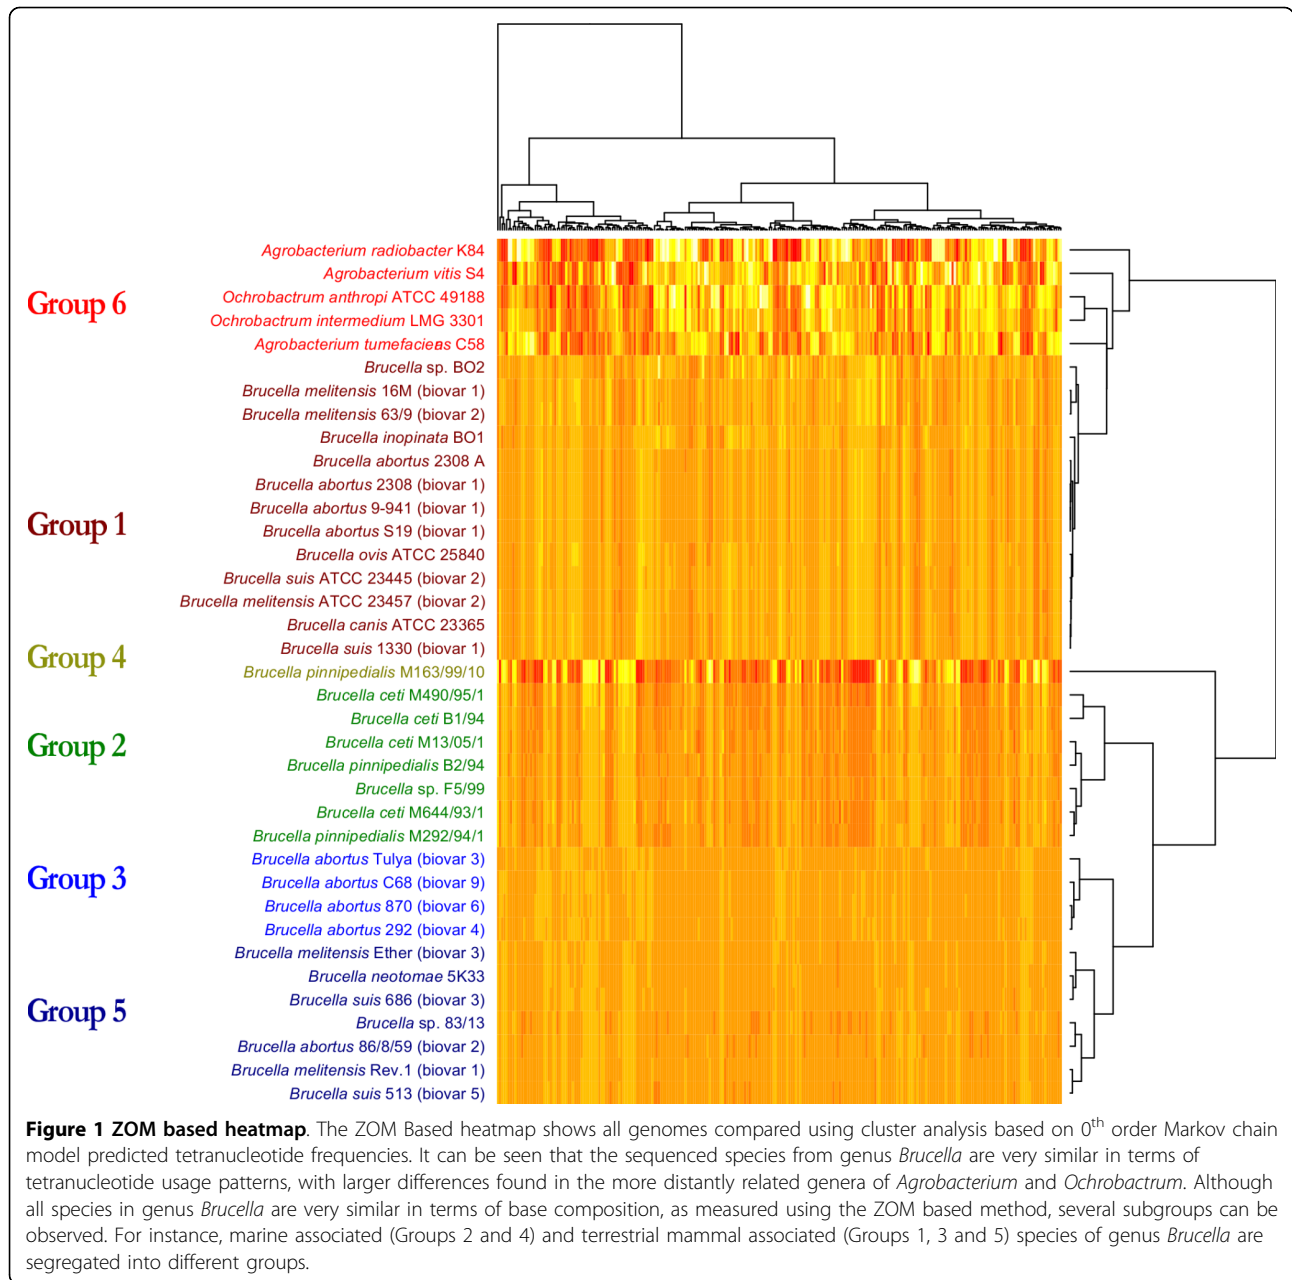 Agrobacterium radiobacter K84
Agrobacterium vitis S4
Group 6
Ochrobactrum anthropi ATCC 49188
Ochrobactrum intermedium LMG 3301
Agrobacterium tumefaciens C58
Brucella sp. BO2
Brucella melitensis 16M (biovar 1)
Brucella melitensis 63/9 (biovar 2)
Brucella inopinata BO1
Brucella abortus 2308 A
Brucella abortus 2308 (biovar 1)
Brucella abortus 9-941 (biovar 1)
Group 1
Brucella abortus S19 (biovar 1)
Brucella ovis ATCC 25840
Brucella suis ATCC 23445 (biovar 2)
Brucella melitensis ATCC 23457 (biovar 2)
Brucella canis ATCC 23365
Brucella suis 1330 (biovar 1)
Group 4
Brucella pinnipedialis M163/99/10
Brucella ceti M490/95/1
Brucella ceti B1/94
Brucella ceti M13/05/1
Group 2
Brucella pinnipedialis B2/94
Brucella sp. F5/99
Brucella ceti M644/93/1
Brucella pinnipedialis M292/94/1
Brucella abortus Tulya (biovar 3)
Group 3
Brucella abortus C68 (biovar 9)
Brucella abortus 870 (biovar 6)
Brucella abortus 292 (biovar 4)
Brucella melitensis Ether (biovar 3)
Brucella neotomae 5K33
Brucella suis 686 (biovar 3)
Group 5
Brucella sp. 83/13
Brucella abortus 86/8/59 (biovar 2)
Brucella melitensis Rev.1 (biovar 1)
Brucella suis 513 (biovar 5)
Figure 1 ZOM based heatmap. The ZOM Based heatmap shows all genomes compared using cluster analysis based on 0th order Markov chain
model predicted tetranucleotide frequencies. It can be seen that the sequenced species from genus Brucella are very similar in terms of
tetranucleotide usage patterns, with larger differences found in the more distantly related genera of Agrobacterium and Ochrobactrum. Although
all species in genus Brucella are very similar in terms of base composition, as measured using the ZOM based method, several subgroups can be
observed. For instance, marine associated (Groups 2 and 4) and terrestrial mammal associated (Groups 1, 3 and 5) species of genus Brucella are
segregated into different groups.